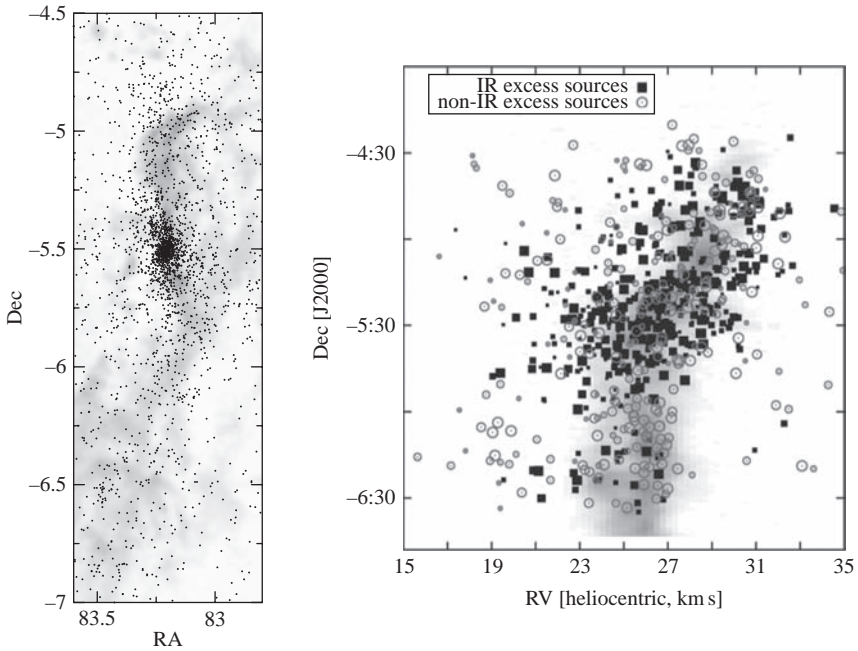 −4.5
−5
−5.5
−6
−6.5
−7
Dec
83.5
83
RA
IR excess sources
non-IR excess sources
−4:30
−5:30
−6:30
Dec [J2000]
15
19
23
27
31
35
RV [heliocentric, km s]